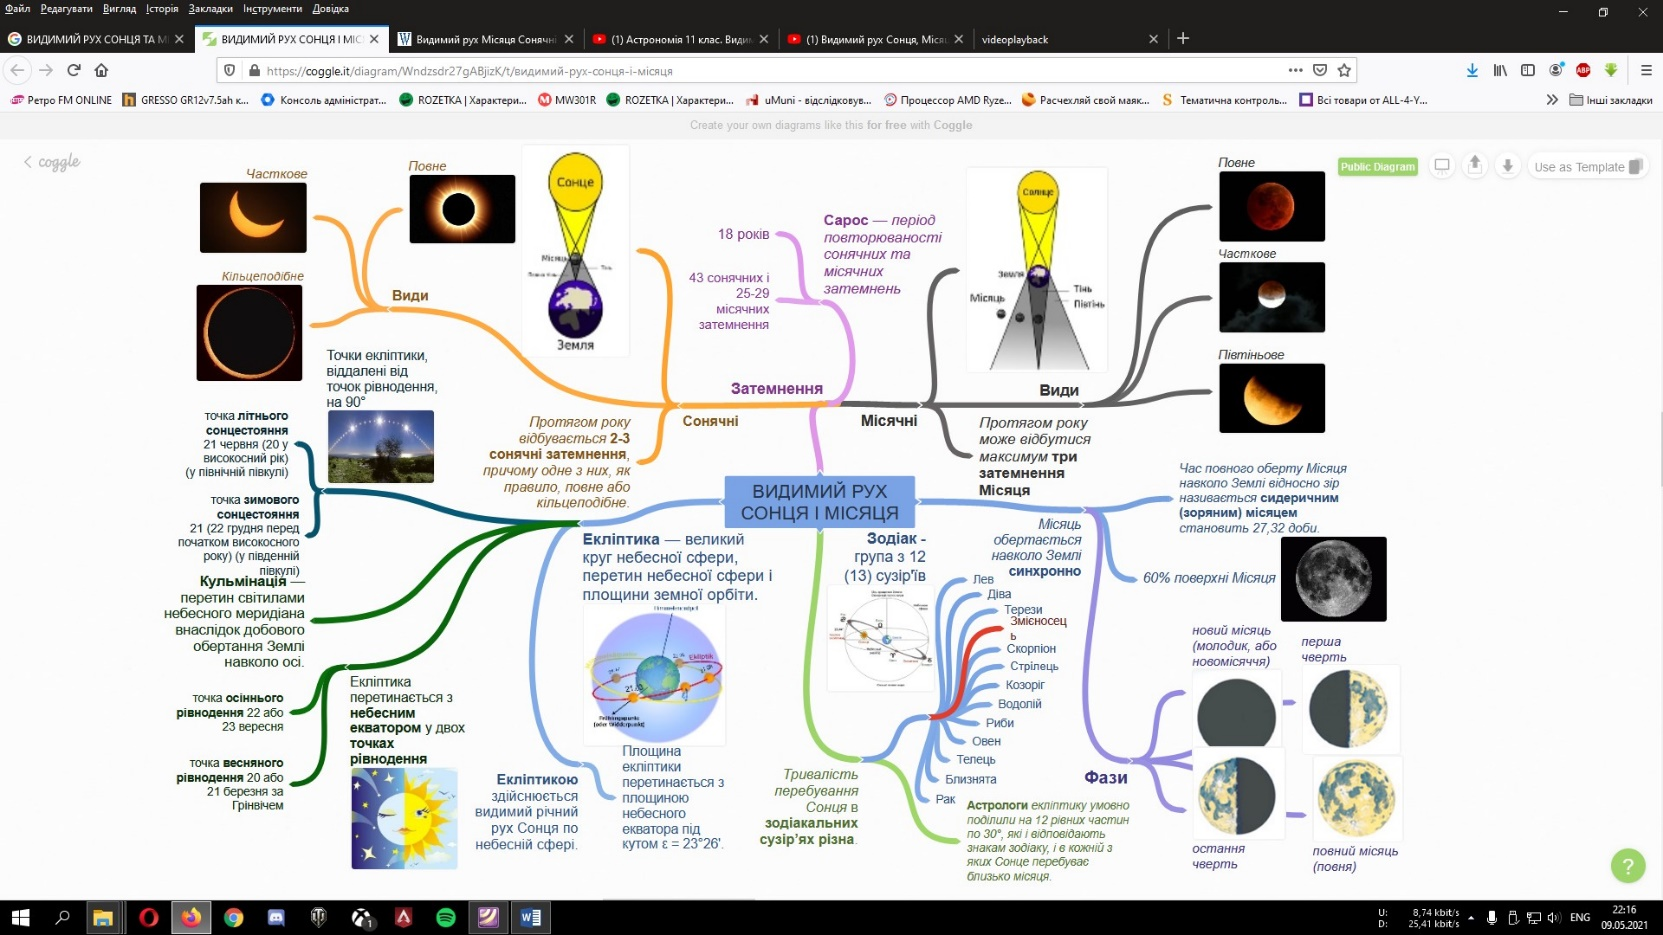 Файл Редагувати Вигляд Історія Закладки Інструменти Довідка
ВИДИМИЙ РУХ СОНЦЯ ТА М
ВИДИМИЙ РУХ СОНЦЯ І МІС
Видимий рух Місяця Сонячн
(1) Астрономія 11 клас. Види
(1) Видимий рух Сонця, Міся
videoplayback
https://coggle.it/diagram/Wndzsdr27gABjizK/t/видимий-рух-сонця-і-місяця
Ретро FM ONLINE
GRESSO GR12v7.5ah к...
Консоль адміністрат...
ROZETKA | Характери...
MW301R
ROZETKA | Характери...
uMuni - відслідковув...
Процессор AMD Ryze...
Расчехляй свой маяк...
Тематична контроль...
Всі товари от ALL-4-Y...
Інші закладки
Create your own diagrams like this for free with Coggle
coggle
Public Diagram
Use as Template
Часткове
Повне
Кільцеподібне
Види
Сонце
Місяць
Тінь
Земля
18 років
43 сонячних і
25-29
місячних
затемнення
Сарос — період
повторюваності
сонячних та
місячних
затемнень
Солнце
Земля
Місяць
Тінь
Півтінь
Повне
Часткове
Півтіньове
Види
Затемнення
Сонячні
Місячні
Протягом року
відбувається 2-3
сонячні затемнення,
причому одне з них, як
правило, повне або
кільцеподібне.
Протягом року
може відбутися
максимум три
затемнення
Місяця
Точки екліптики,
віддалені від
точок рівнодення,
на 90°
точка літнього
сонцестояння
21 червня (20 у
високосний рік)
(у північній півкулі)
точка зимового
сонцестояння
21 (22 грудня перед
початком високосного
року) (у південній
півкулі)
Кульмінація —
перетин світилами
небесного меридіана
внаслідок добового
обертання Землі
навколо осі.
точка осіннього
рівнодення 22 або
23 вересня
точка весняного
рівнодення 20 або
21 березня за
Грінвічем
Екліптика
перетинається з
небесним
екватором у двох
точках
рівнодення
ВИДИМИЙ РУХ
СОНЦЯ І МІСЯЦЯ
Екліптика — великий
круг небесної сфери,
перетин небесної сфери і
площини земної орбіти.
Екліптикою
здійснюється
видимий річний
рух Сонця по
небесній сфері.
Площина
екліптики
перетинається з
площиною
небесного
екватора під
кутом ε = 23°26'.
Зодіак -
група з 12
(13) сузір'їв
Лев
Діва
Терези
Змієносец
ь
Скорпіон
Стрілець
Козоріг
Водолій
Риби
Овен
Телець
Близнята
Рак
Тривалість
перебування
Сонця в
зодіакальних
сузір'ях різна.
Астрологи екліптику умовно
поділили на 12 рівних частин
по 30°, які і відповідають
знакам зодіаку, і в кожній з
яких Сонце перебуває
близько місяця.
Місяць
обертається
навколо Землі
синхронно
Час повного оберту Місяця
навколо Землі відносно зір
називається сидеричним
(зоряним) місяцем
становить 27,32 доби.
60% поверхні Місяця
Фази
новий місяць
(молодик, або
новомісяччя)
перша
чверть
остання
чверть
повний місяць
(повня)
?
U: 8,74 kbit/s
D: 25,41 kbit/s
ENG
22:16
09.05.2021